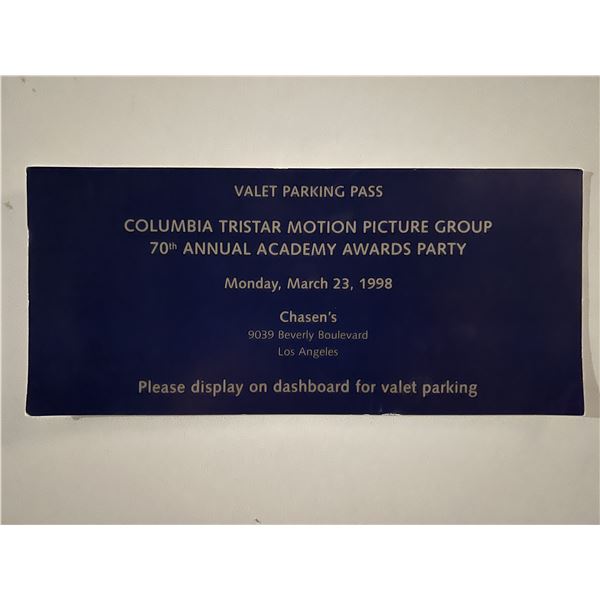 VALET PARKING PASS
COLUMBIA TRISTAR MOTION PICTURE GROUP
70th ANNUAL ACADEMY AWARDS PARTY
Monday, March 23, 1998
Chasen's
9039 Beverly Boulevard
Los Angeles
Please display on dashboard for valet parking